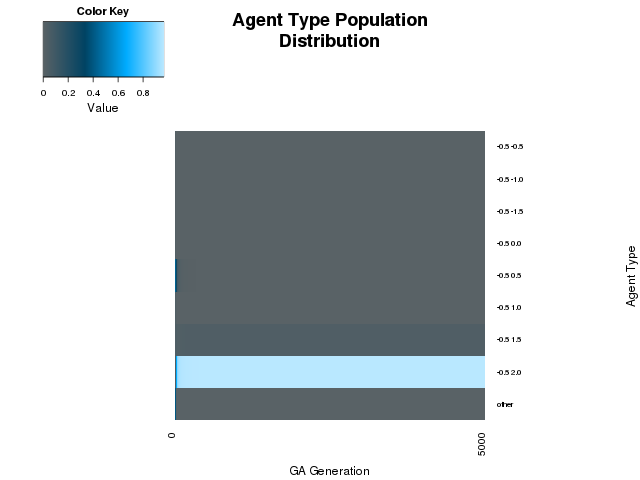 Color Key
Agent Type Population
Distribution
0 0.2 0.4 0.6 0.8
Value
-0.5 -0.5
-0.5 -1.0
-0.5 -1.5
-0.5 0.0
-0.5 0.5
-0.5 1.0
-0.5 1.5
-0.5 2.0
other
Agent Type
0 5000
GA Generation